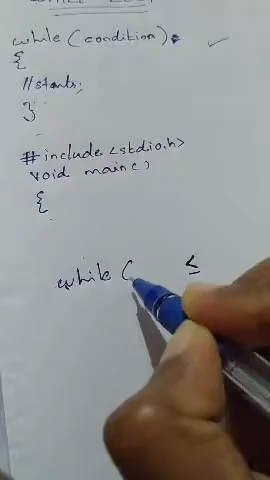 while (condition)
{
//stmts;
}
#include <stdio.h>
void main()
{
while ( ≤